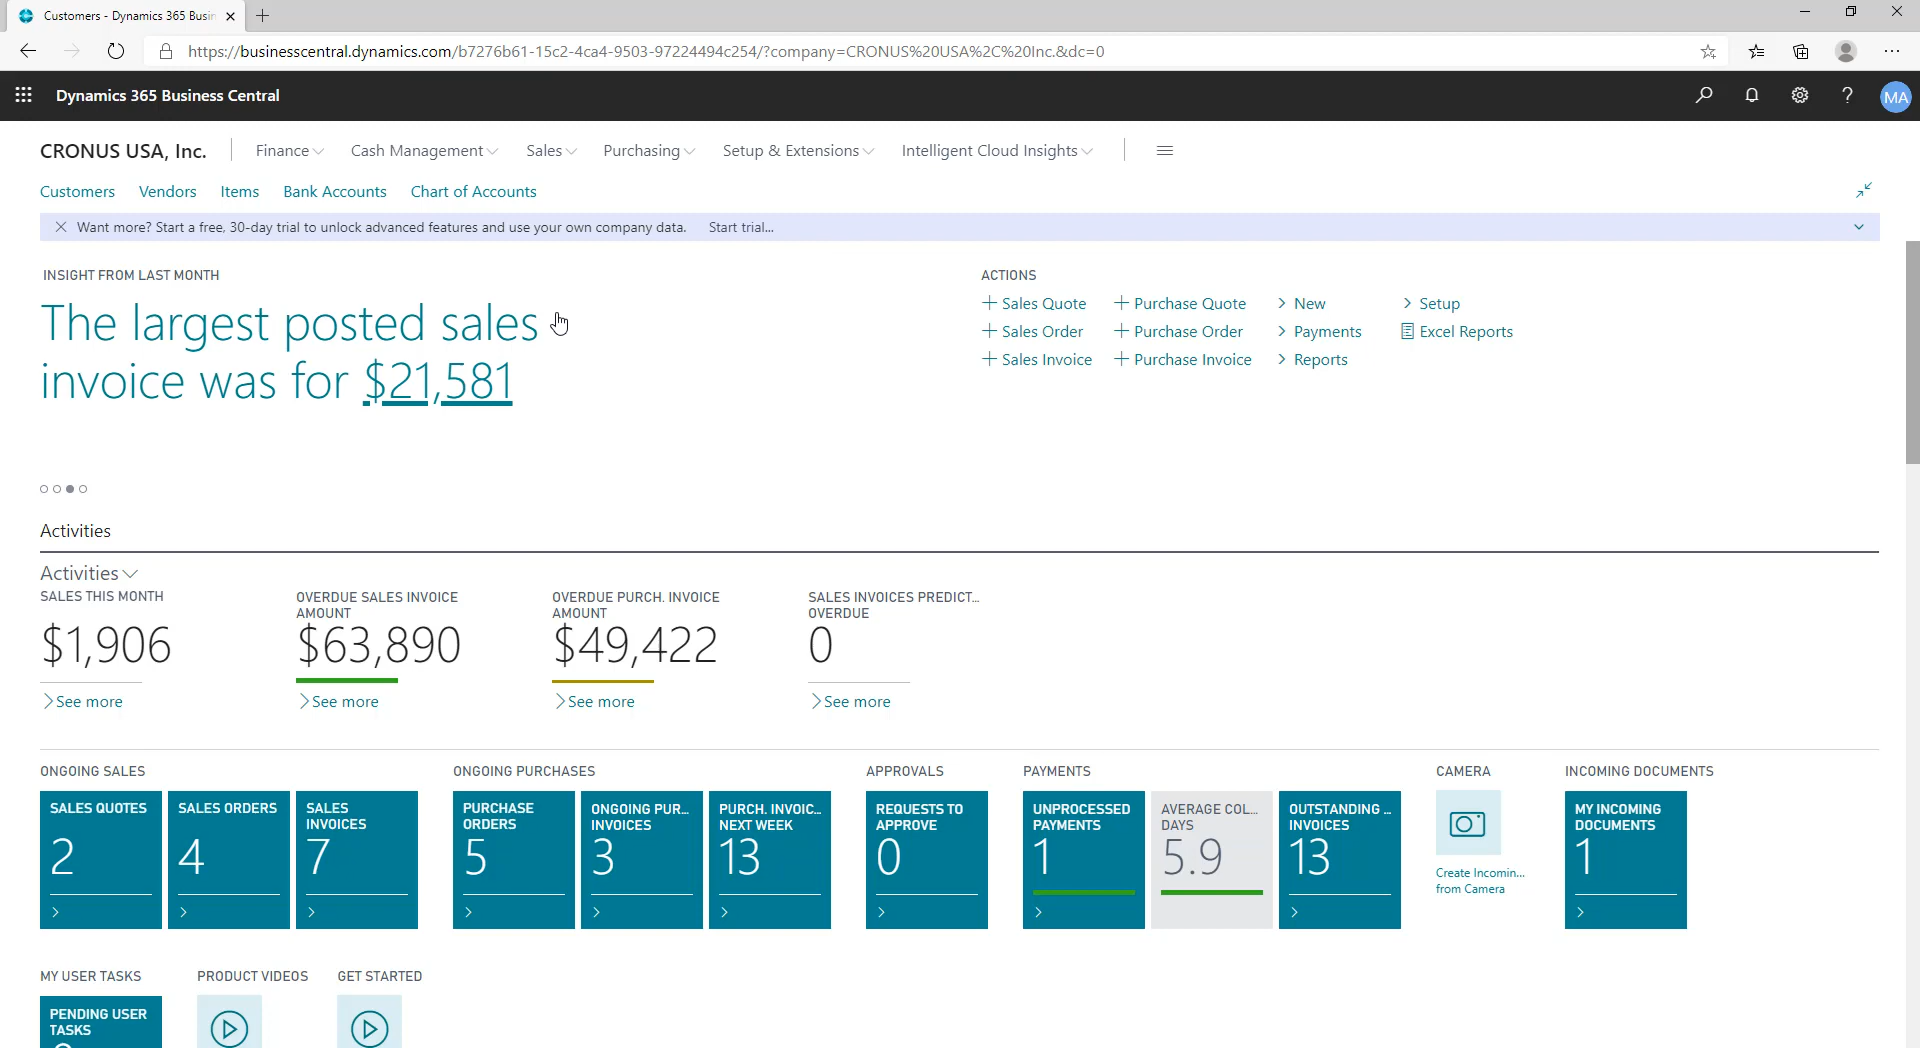 Customers - Dynamics 365 Busin
https://businesscentral.dynamics.com/b7276b61-15c2-4ca4-9503-97224494c254/?company=CRONUS%20USA%2C%20Inc.&dc=0
Dynamics 365 Business Central
?
MA
CRONUS USA, Inc.
Finance
Cash Management
Sales
Purchasing
Setup & Extensions
Intelligent Cloud Insights
Customers
Vendors
Items
Bank Accounts
Chart of Accounts
Want more? Start a free, 30-day trial to unlock advanced features and use your own company data.
Start trial...
INSIGHT FROM LAST MONTH
The largest posted sales
invoice was for $21,581
ACTIONS
+ Sales Quote
+ Purchase Quote
> New
> Setup
+ Sales Order
+ Purchase Order
> Payments
Excel Reports
+ Sales Invoice
+ Purchase Invoice
> Reports
Activities
Activities
SALES THIS MONTH
$1,906
>See more
OVERDUE SALES INVOICE
AMOUNT
$63,890
>See more
OVERDUE PURCH. INVOICE
AMOUNT
$49,422
>See more
SALES INVOICES PREDICT...
OVERDUE
0
>See more
ONGOING SALES
SALES QUOTES
2
SALES ORDERS
4
SALES
INVOICES
7
ONGOING PURCHASES
PURCHASE
ORDERS
5
ONGOING PUR...
INVOICES
3
PURCH. INVOIC...
NEXT WEEK
13
APPROVALS
REQUESTS TO
APPROVE
0
PAYMENTS
UNPROCESSED
PAYMENTS
1
AVERAGE COL...
DAYS
5.9
OUTSTANDING ...
INVOICES
13
CAMERA
Create Incomin...
from Camera
INCOMING DOCUMENTS
MY INCOMING
DOCUMENTS
1
MY USER TASKS
PENDING USER
TASKS
PRODUCT VIDEOS
GET STARTED